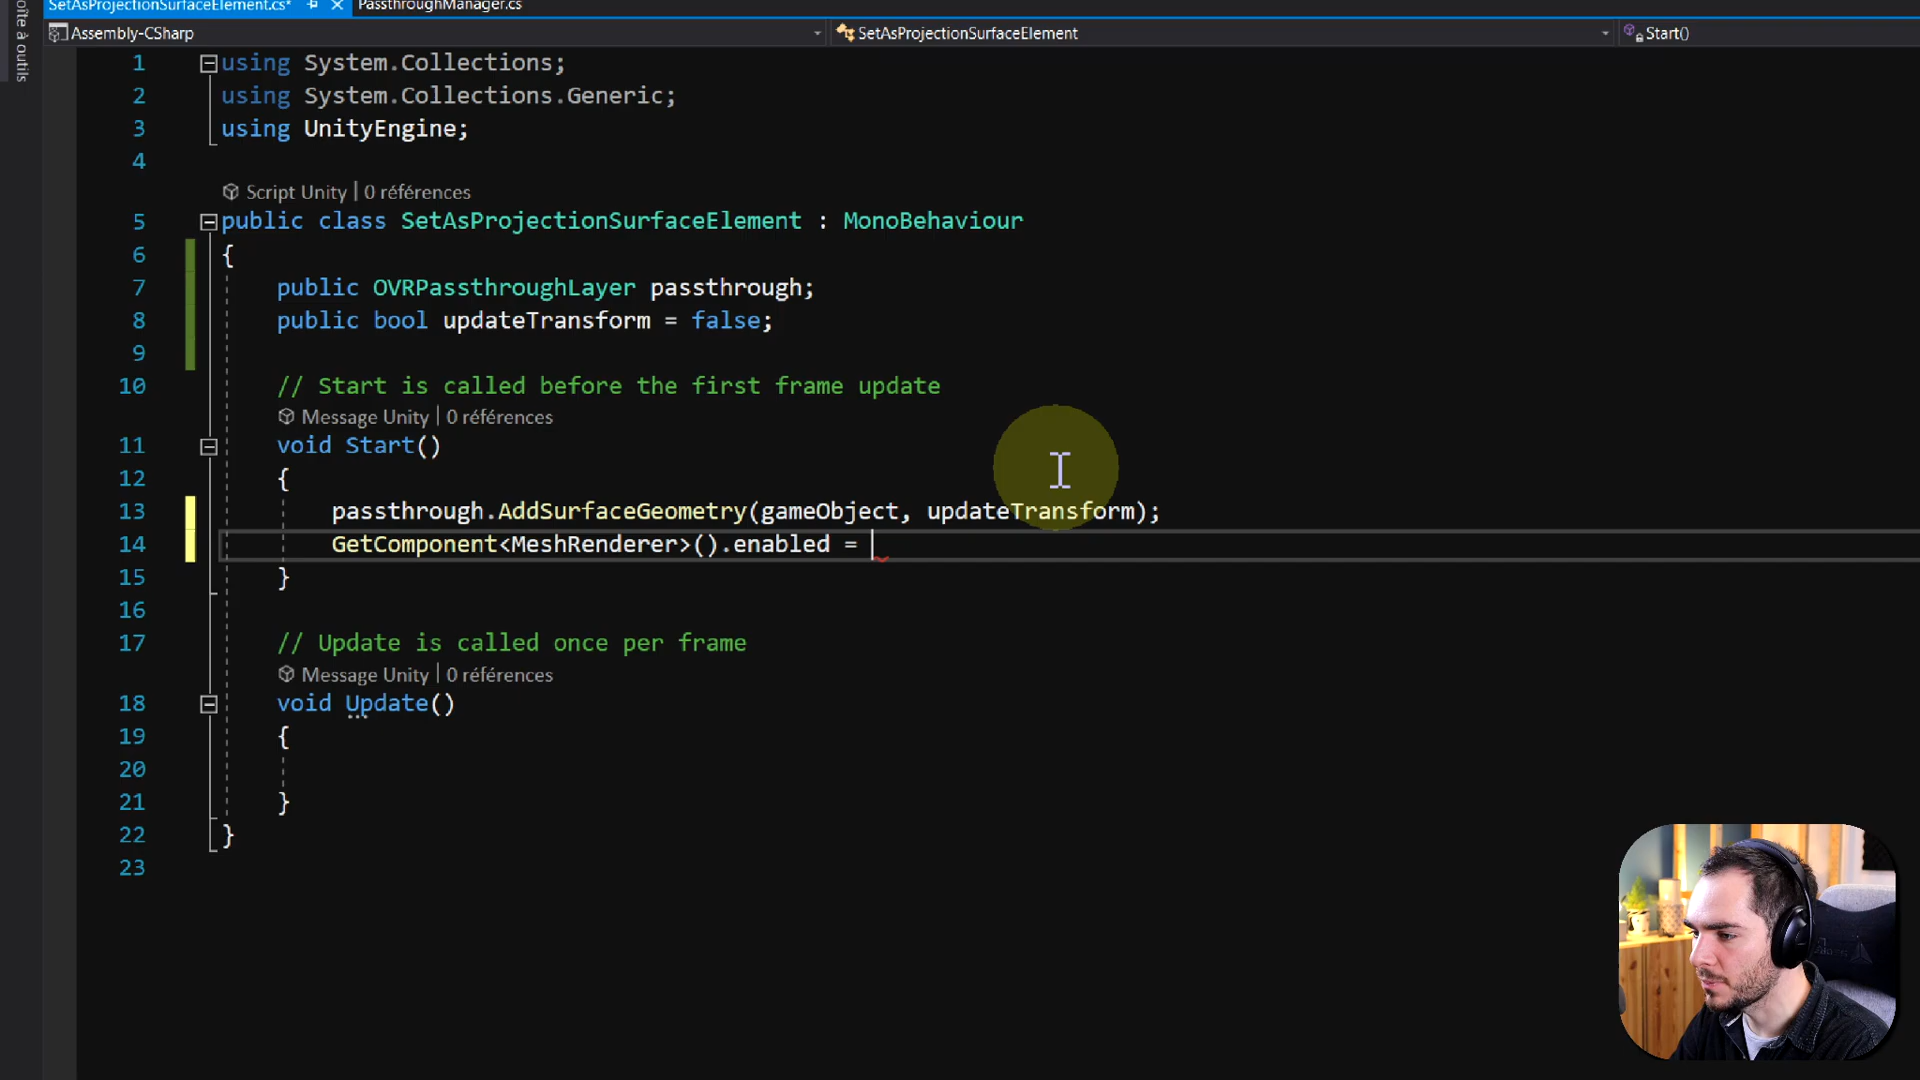 SetAsProjectionSurfaceElement.cs*
PassthroughManager.cs
oîte à outils
Assembly-CSharp
SetAsProjectionSurfaceElement
Start()
1 using System.Collections;
2 using System.Collections.Generic;
3 using UnityEngine;
4
Script Unity | 0 références
5 public class SetAsProjectionSurfaceElement : MonoBehaviour
6 {
7 public OVRPassthroughLayer passthrough;
8 public bool updateTransform = false;
9
10 // Start is called before the first frame update
Message Unity | 0 références
11 void Start()
12 {
13 passthrough.AddSurfaceGeometry(gameObject, updateTransform);
14 GetComponent<MeshRenderer>().enabled =
15 }
16
17 // Update is called once per frame
Message Unity | 0 références
18 void Update()
19 {
20
21 }
22 }
23